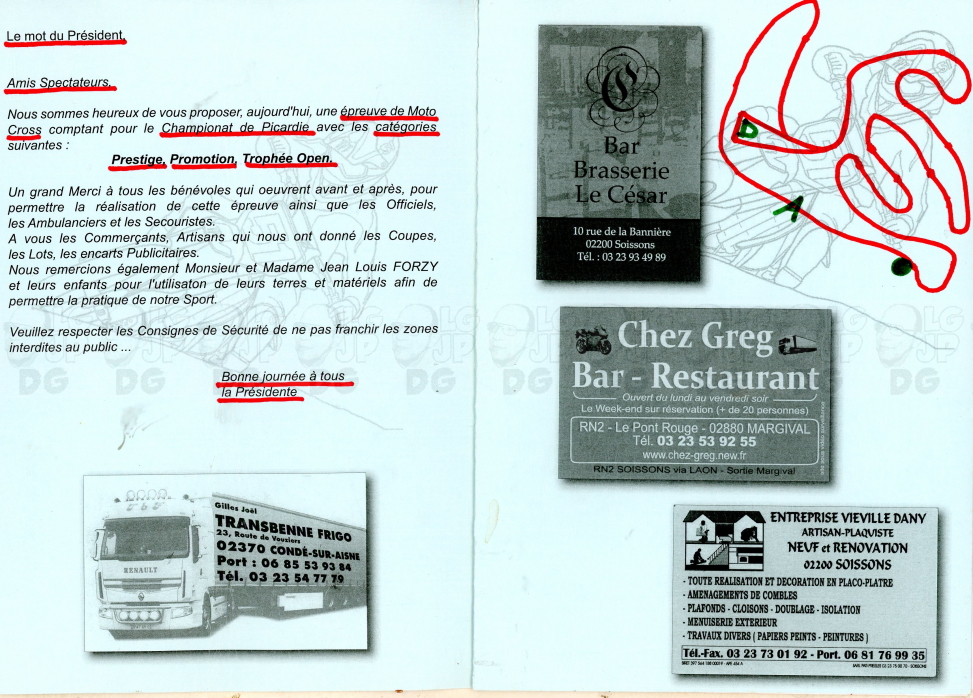 Le mot du Président,
Amis Spectateurs,
Nous sommes heureux de vous proposer, aujourd'hui, une épreuve de Moto
Cross comptant pour le Championat de Picardie avec les catégories
suivantes :
Prestige, Promotion, Trophée Open.
Un grand Merci à tous les bénévoles qui oeuvrent avant et après, pour
permettre la réalisation de cette épreuve ainsi que les Officiels,
les Ambulanciers et les Secouristes.
A vous les Commerçants, Artisans qui nous ont donné les Coupes,
les Lots, les encarts Publicitaires.
Nous remercions également Monsieur et Madame Jean Louis FORZY
et leurs enfants pour l'utilisaton de leurs terres et matériels afin de
permettre la pratique de notre Sport.
Veuillez respecter les Consignes de Sécurité de ne pas franchir les zones
interdites au public ...
Bonne journée à tous
la Présidente
RENAULT
Gilles Joël
TRANSBENNE FRIGO
23, Route de Vouziers
02370 CONDÉ-SUR-AISNE
Port : 06 85 53 93 84
Tél. 03 23 54 77 79
C
Bar
Brasserie
Le César
10 rue de la Bannière
02200 Soissons
Tél. : 03 23 93 49 89
D
A
Chez Greg
Bar - Restaurant
Ouvert du lundi au vendredi soir
Le Week-end sur réservation (+ de 20 personnes)
RN2 - Le Pont Rouge - 02880 MARGIVAL
Tél. 03 23 53 92 55
www.chez-greg.new.fr
RN2 SOISSONS via LAON - Sortie Margival
ENTREPRISE VIEVILLE DANY
ARTISAN-PLAQUISTE
NEUF et RENOVATION
02200 SOISSONS
- TOUTE REALISATION ET DECORATION EN PLACO-PLATRE
- AMENAGEMENTS DE COMBLES
- PLAFONDS - CLOISONS - DOUBLAGE - ISOLATION
- MENUISERIE EXTERIEUR
- TRAVAUX DIVERS ( PAPIERS PEINTS - PEINTURES )
Tél.-Fax. 03 23 73 01 92 - Port. 06 81 76 99 35